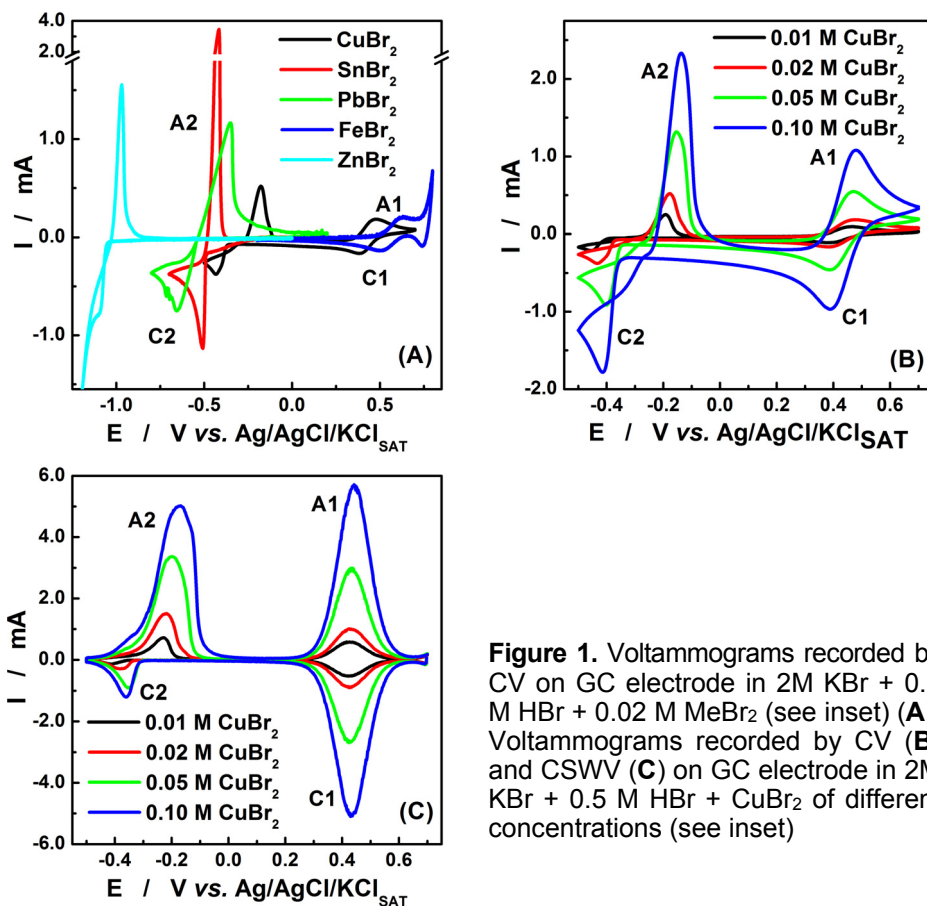 4.0
3.0
1.0
0.0
-1.0
I / mA
CuBr2
SnBr2
PbBr2
FeBr2
ZnBr2
A2
A1
C1
C2
(A)
-1.0 -0.5 0.0 0.5
E / V vs. Ag/AgCl/KClSAT
2.0
1.0
0.0
-1.0
-2.0
I / mA
0.01 M CuBr2
0.02 M CuBr2
0.05 M CuBr2
0.10 M CuBr2
A2
A1
C2
C1
(B)
-0.4 -0.2 0.0 0.2 0.4 0.6
E / V vs. Ag/AgCl/KClSAT
6.0
4.0
2.0
0.0
-2.0
-4.0
-6.0
I / mA
A2
A1
C2
C1
0.01 M CuBr2
0.02 M CuBr2
0.05 M CuBr2
0.10 M CuBr2
(C)
-0.4 -0.2 0.0 0.2 0.4 0.6
E / V vs. Ag/AgCl/KClSAT
Figure 1. Voltammograms recorded b
CV on GC electrode in 2M KBr + 0.
M HBr + 0.02 M MeBr2 (see inset) (A
Voltammograms recorded by CV (B
and CSWV (C) on GC electrode in 2M
KBr + 0.5 M HBr + CuBr2 of differen
concentrations (see inset)